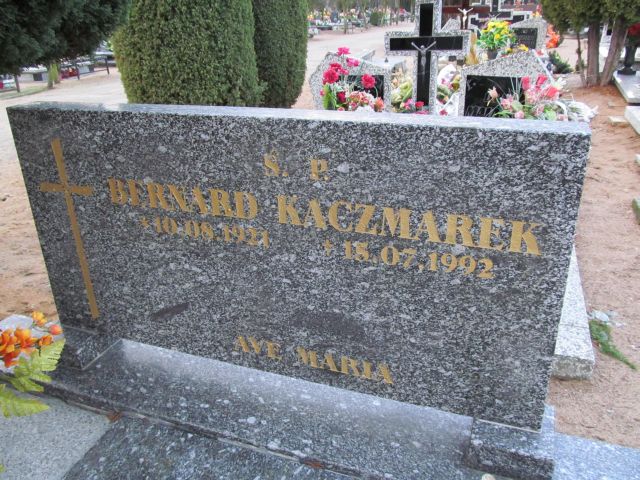 Ś. P.
BERNARD KACZMAREK
*10.08.1921 +18.07.1992
AVE MARIA